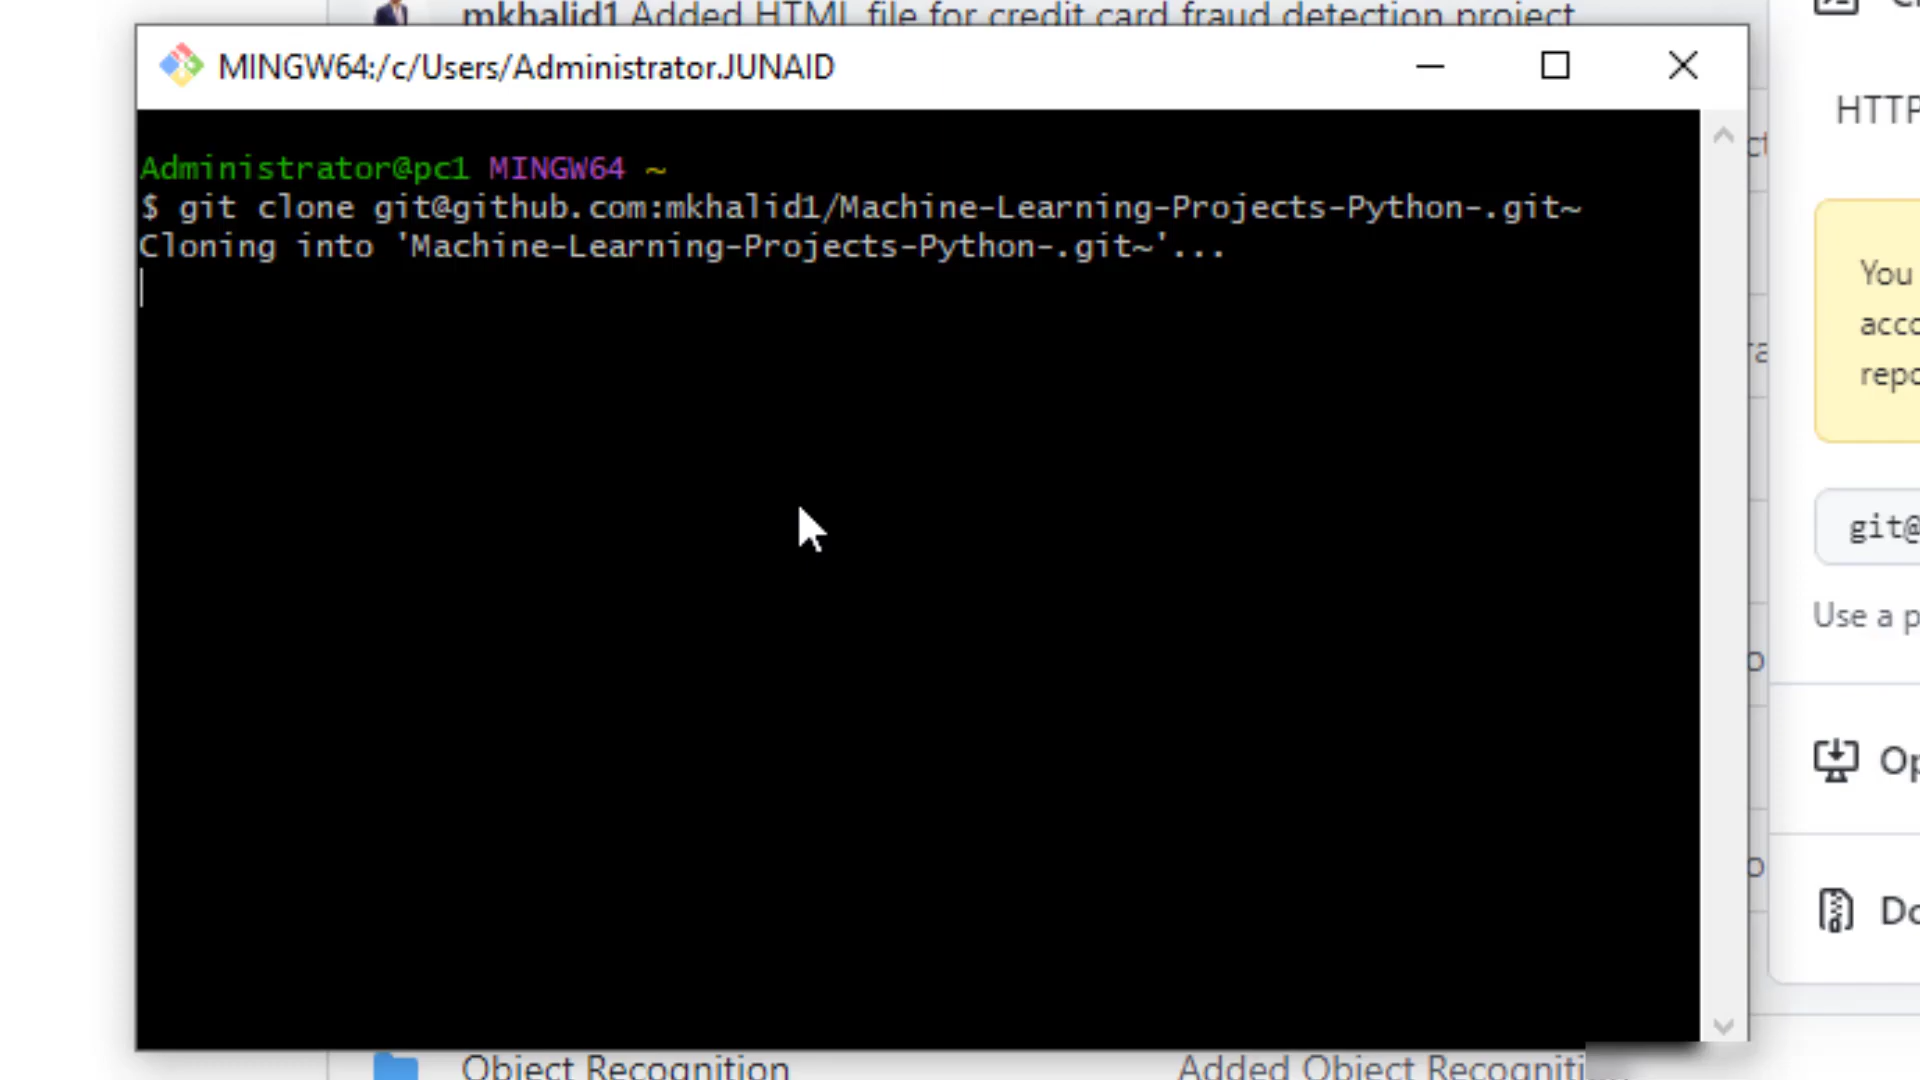 mkhalid1 Added HTML file for credit card fraud detection project
MINGW64:/c/Users/Administrator.JUNAID
HTTP
Administrator@pc1 MINGW64 ~
$ git clone git@github.com:mkhalid1/Machine-Learning-Projects-Python-.git~
Cloning into 'Machine-Learning-Projects-Python-.git~'...
You
acco
repo
git@
Use a p
Op
Do
Object Recognition
Added Object Recogniti